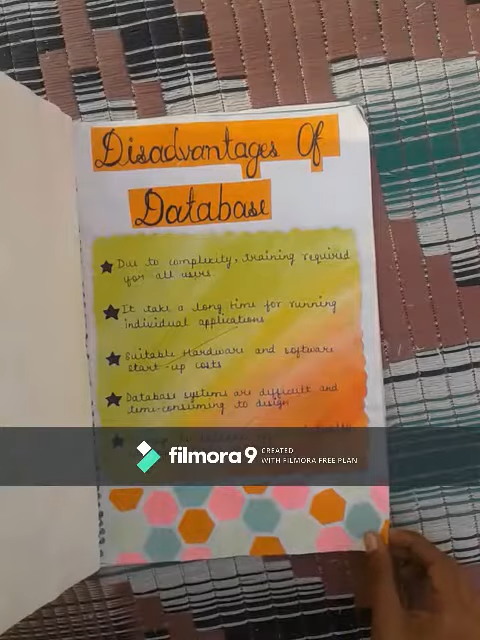 Disadvantages Of
Database
Due to complexity, training required
for all users.
It take a long time for running
individual applications
Suitable Hardware and software
start-up costs
Database systems are difficult and
time-consuming to design
filmora9 CREATED
WITH FILMORA FREE PLAN